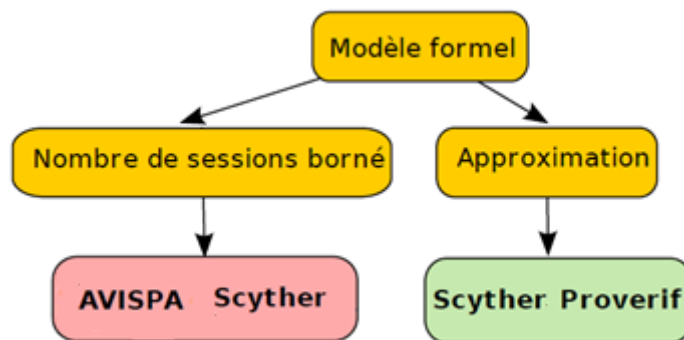 Modèle formel
Nombre de sessions borné
Approximation
AVISPA Scyther
Scyther Proverif